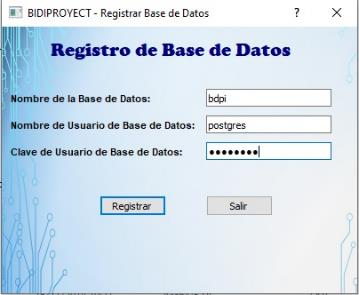 BIDIPROYECT - Registrar Base de Datos
Registro de Base de Datos
Nombre de la Base de Datos: bdpi
Nombre de Usuario de Base de Datos: postgres
Clave de Usuario de Base de Datos: ●●●●●●●●
Registrar Salir